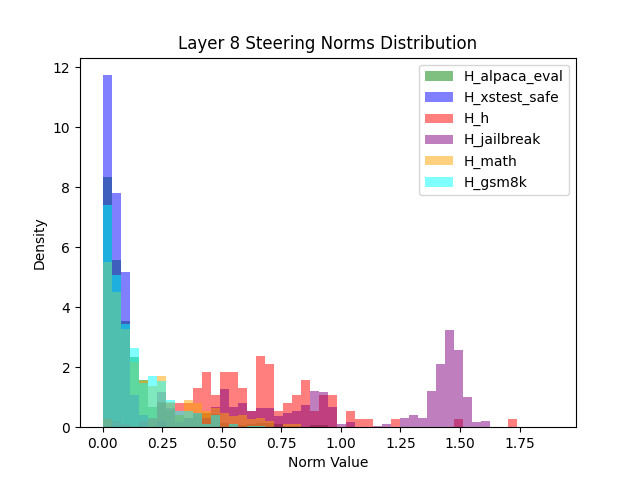 Layer 8 Steering Norms Distribution
H_alpaca_eval
H_xstest_safe
H_h
H_jailbreak
H_math
H_gsm8k
12
10
8
6
4
2
0
Density
0.00 0.25 0.50 0.75 1.00 1.25 1.50 1.75
Norm Value